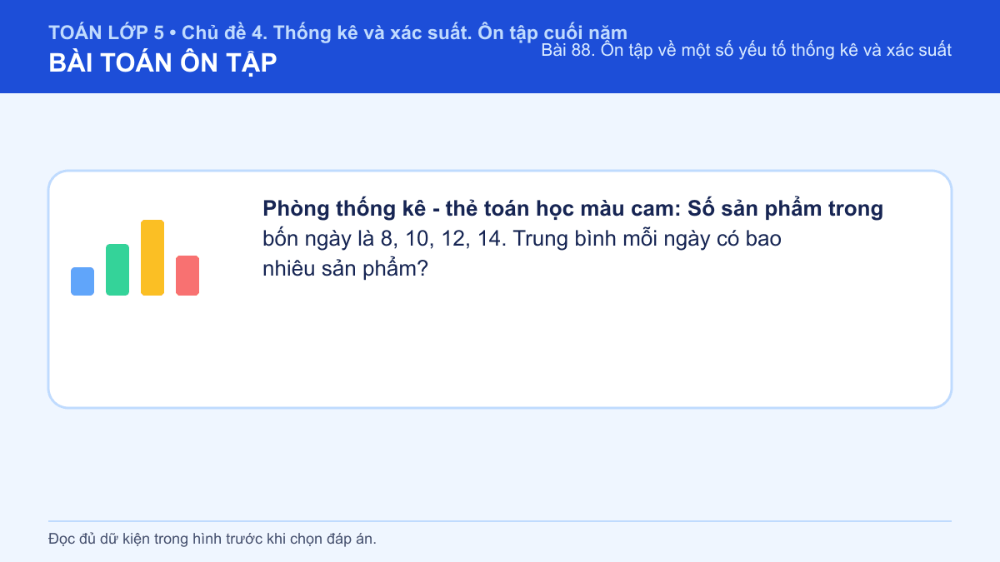 TOÁN LỚP 5 • Chủ đề 4. Thống kê và xác suất. Ôn tập cuối năm
Bài 88. Ôn tập về một số yếu tố thống kê và xác suất
BÀI TOÁN ÔN TẬP
Phòng thống kê - thẻ toán học màu cam: Số sản phẩm trong
bốn ngày là 8, 10, 12, 14. Trung bình mỗi ngày có bao
nhiêu sản phẩm?
Đọc đủ dữ kiện trong hình trước khi chọn đáp án.